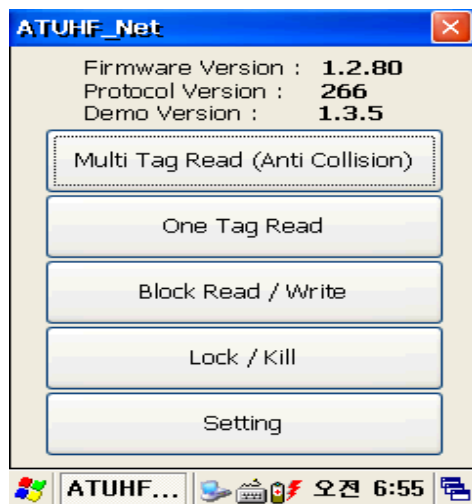 ATUHF_Net
Firmware Version : 1.2.80
Protocol Version : 266
Demo Version : 1.3.5
Multi Tag Read (Anti Collision)
One Tag Read
Block Read / Write
Lock / Kill
Setting
ATUHF... 오전 6:55